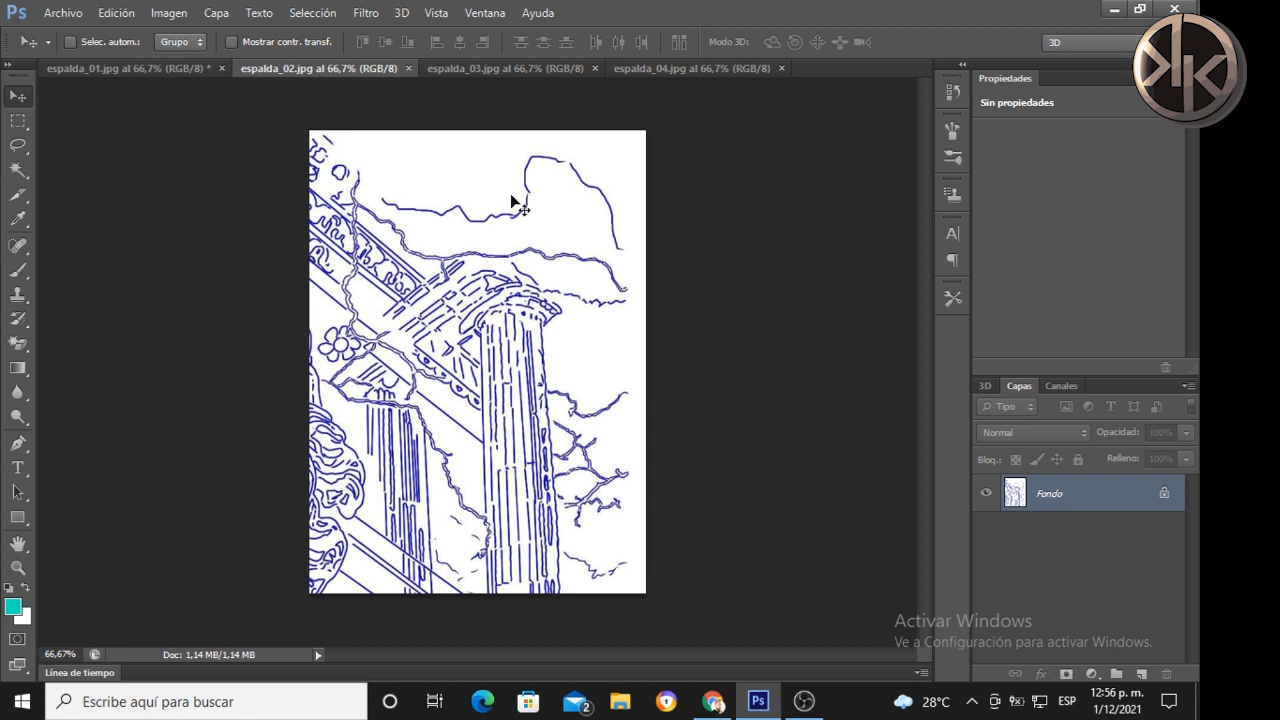 Ps Archivo Edición Imagen Capa Texto Selección Filtro 3D Vista Ventana Ayuda
Selec. autom.: Grupo Mostrar contr. transf. Modo 3D: 3D
espalda_01.jpg al 66,7% (RGB/8) * × espalda_02.jpg al 66,7% (RGB/8) × espalda_03.jpg al 66,7% (RGB/8) × espalda_04.jpg al 66,7% (RGB/8) ×
Propiedades
Sin propiedades
3D Capas Canales
Tipo
Normal Opacidad: 100%
Bloq.: Relleno: 100%
Fondo
Activar Windows
Ve a Configuración para activar Windows.
66,67% Doc: 1,14 MB/1,14 MB
Línea de tiempo
Escribe aquí para buscar
2
Ps
28°C
ESP
12:56 p. m.
1/12/2021